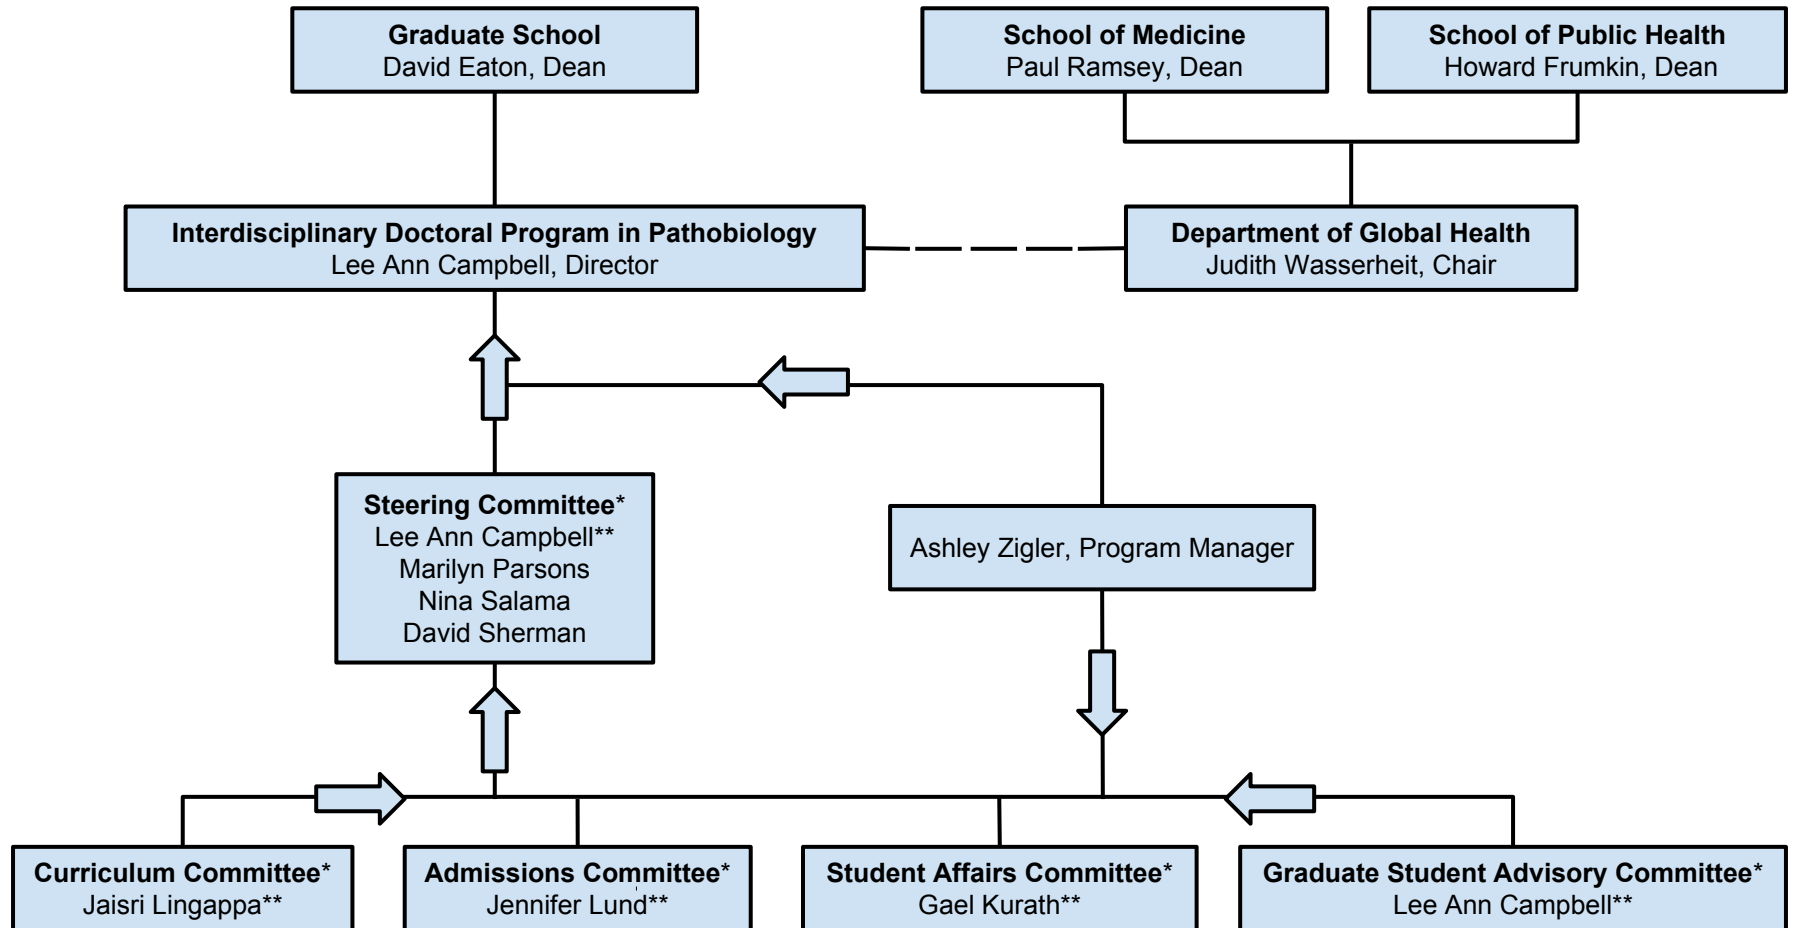 Graduate School
David Eaton, Dean
School of Medicine
Paul Ramsey, Dean
School of Public Health
Howard Frumkin, Dean
Interdisciplinary Doctoral Program in Pathobiology
Lee Ann Campbell, Director
Department of Global Health
Judith Wasserheit, Chair
Steering Committee*
Lee Ann Campbell**
Marilyn Parsons
Nina Salama
David Sherman
Ashley Zigler, Program Manager
Curriculum Committee*
Jaisri Lingappa**
Admissions Committee*
Jennifer Lund**
Student Affairs Committee*
Gael Kurath**
Graduate Student Advisory Committee*
Lee Ann Campbell**